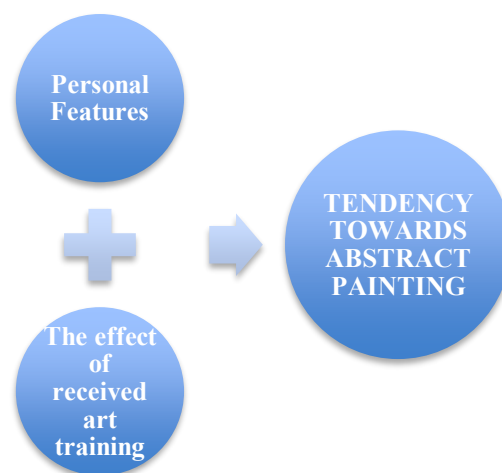 Personal
Features
The effect
of
received
art
training
TENDENCY
TOWARDS
ABSTRACT
PAINTING